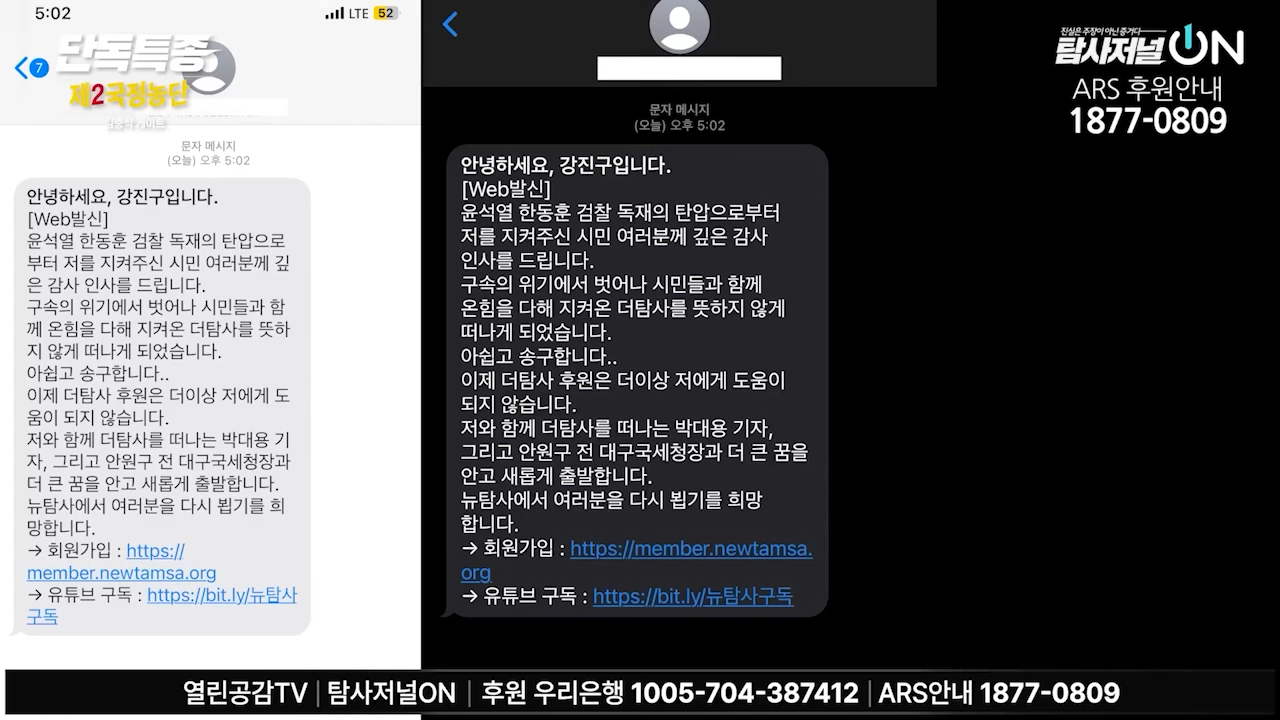 5:02
LTE 52
7
단독특종
제2국정농단
문자 메시지
(오늘) 오후 5:02
안녕하세요, 강진구입니다.
[Web발신]
윤석열 한동훈 검찰 독재의 탄압으로
부터 저를 지켜주신 시민 여러분께 깊
은 감사 인사를 드립니다.
구속의 위기에서 벗어나 시민들과 함
께 온힘을 다해 지켜온 더탐사를 뜻하
지 않게 떠나게 되었습니다.
아쉽고 송구합니다..
이제 더탐사 후원은 더이상 저에게 도
움이 되지 않습니다.
저와 함께 더탐사를 떠나는 박대용 기
자, 그리고 안원구 전 대구국세청장과
더 큰 꿈을 안고 새롭게 출발합니다.
뉴탐사에서 여러분을 다시 뵙기를 희
망합니다.
→ 회원가입 : https://
member.newtamsa.org
→ 유튜브 구독 : https://bit.ly/뉴탐사
구독
문자 메시지
(오늘) 오후 5:02
안녕하세요, 강진구입니다.
[Web발신]
윤석열 한동훈 검찰 독재의 탄압으로부터
저를 지켜주신 시민 여러분께 깊은 감사
인사를 드립니다.
구속의 위기에서 벗어나 시민들과 함께
온힘을 다해 지켜온 더탐사를 뜻하지 않게
떠나게 되었습니다.
아쉽고 송구합니다..
이제 더탐사 후원은 더이상 저에게 도움이
되지 않습니다.
저와 함께 더탐사를 떠나는 박대용 기자,
그리고 안원구 전 대구국세청장과 더 큰 꿈을
안고 새롭게 출발합니다.
뉴탐사에서 여러분을 다시 뵙기를 희망
합니다.
→ 회원가입 : https://member.newtamsa.
org
→ 유튜브 구독 : https://bit.ly/뉴탐사구독
진실은 주장이 아닌 증거다
탐사저널ON
ARS 후원안내
1877-0809
열린공감TV | 탐사저널ON | 후원 우리은행 1005-704-387412 | ARS안내 1877-0809